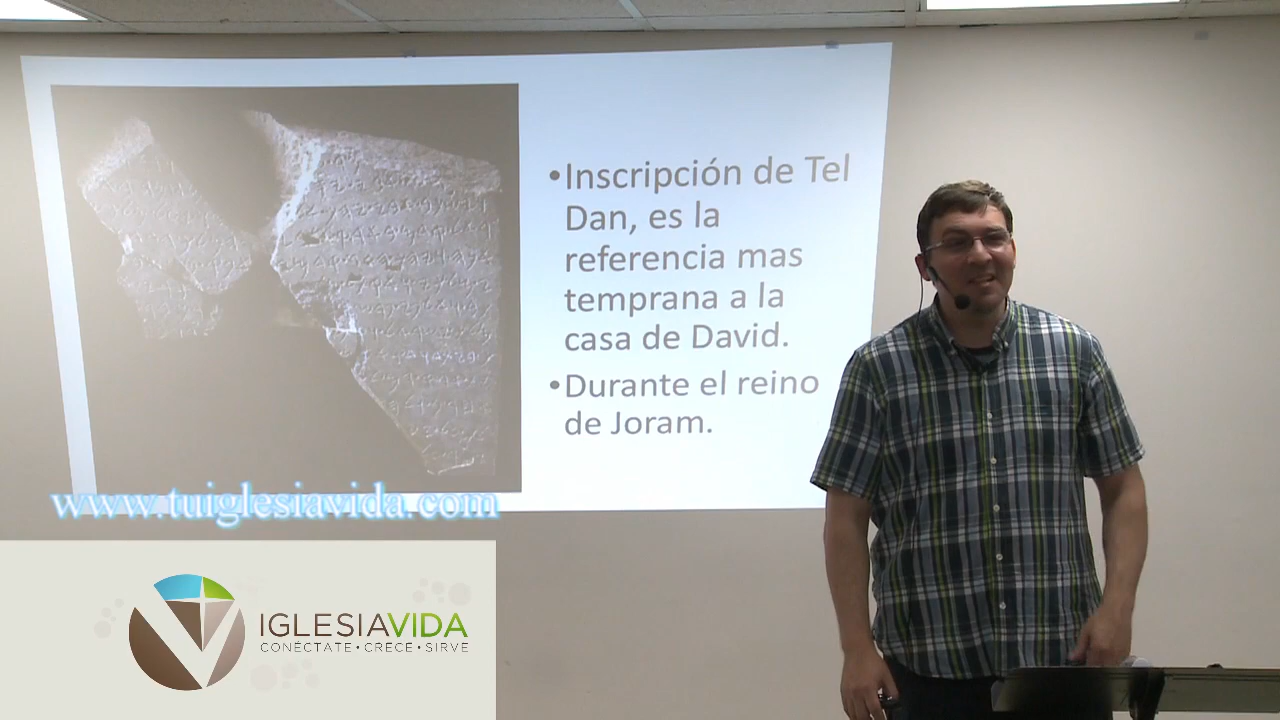 •Inscripción de Tel
Dan, es la
referencia mas
temprana a la
casa de David.
•Durante el reino
de Joram.
www.tuiglesiavida.com
IGLESIAVIDA
CONÉCTATE • CRECE • SIRVE